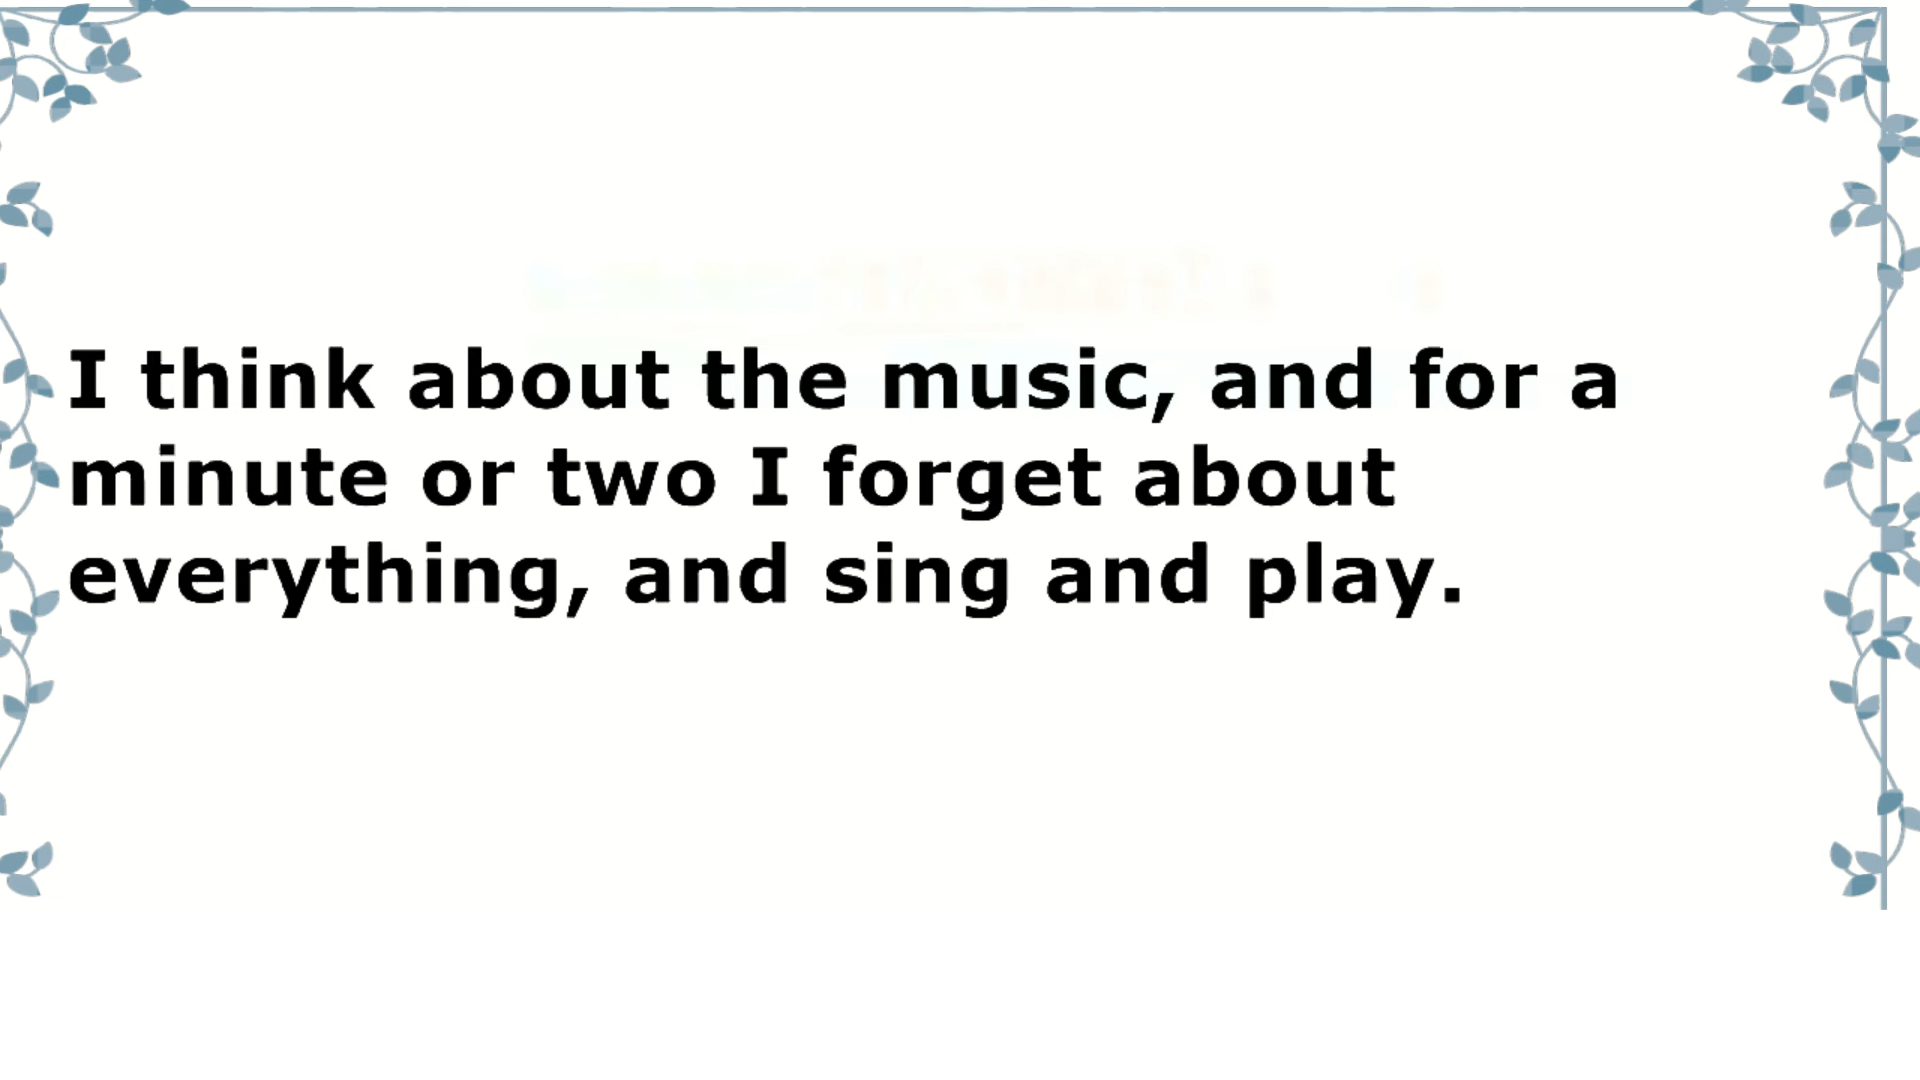 I think about the music, and for a
minute or two I forget about
everything, and sing and play.